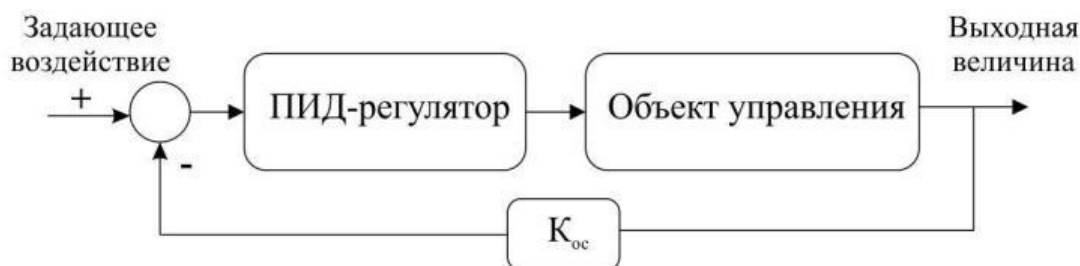 Задающее
воздействие
+
-
ПИД-регулятор
Объект управления
Выходная
величина
Кос